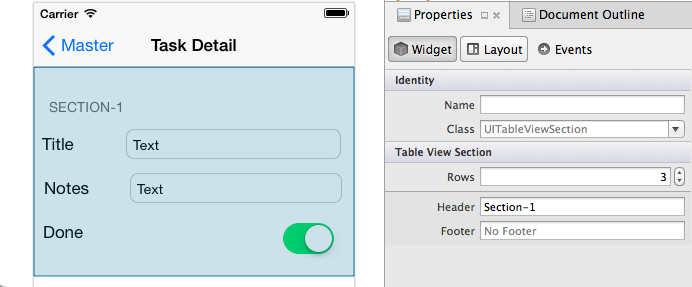 Carrier
Master
Task Detail
SECTION-1
Title
Text
Notes
Text
Done
Properties
Document Outline
Widget
Layout
Events
Identity
Name
Class
UITableViewSection
Table View Section
Rows
3
Header
Section-1
Footer
No Footer